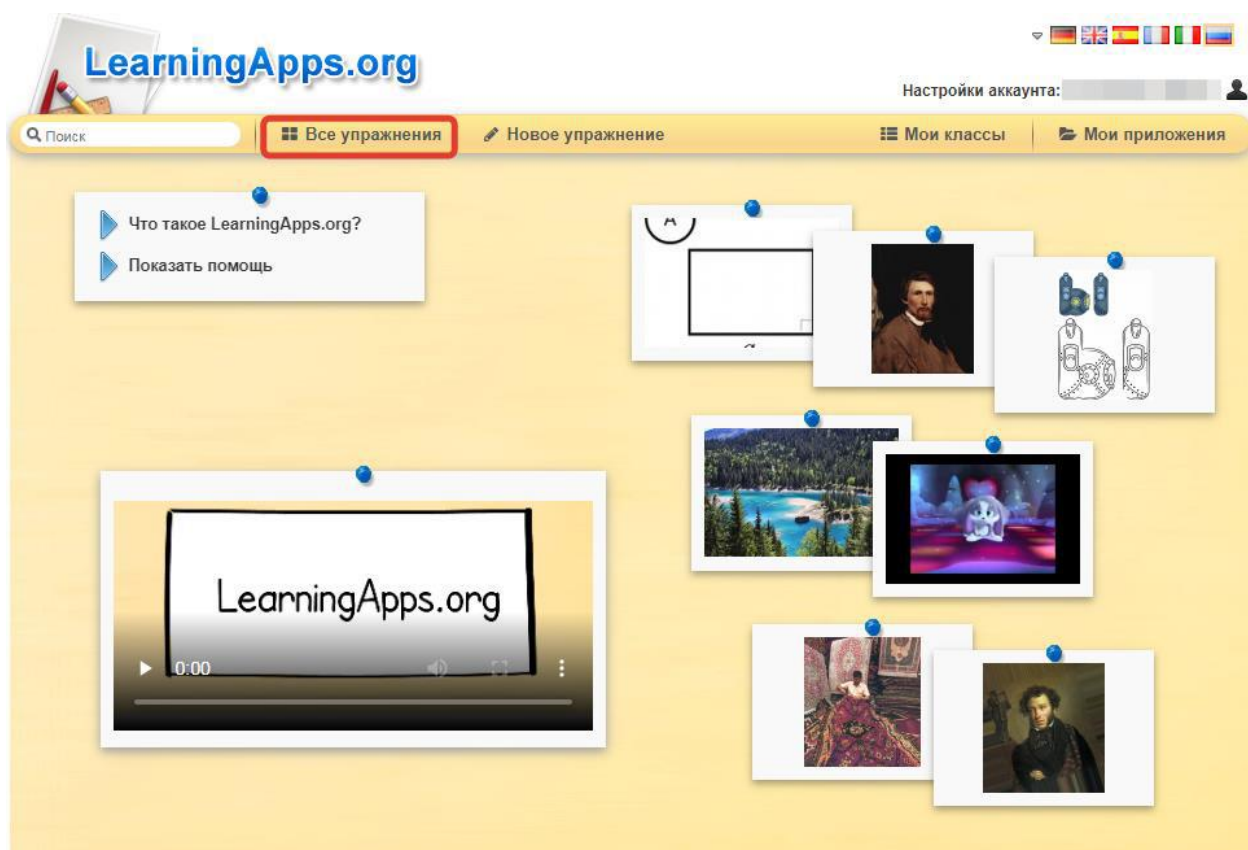 LearningApps.org
Настройки аккаунта:
Поиск
Все упражнения
Новое упражнение
Мои классы
Мои приложения
Что такое LearningApps.org?
Показать помощь
A
a
LearningApps.org
0:00